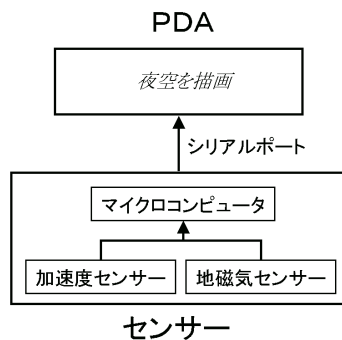 PDA
夜空を描画
シリアルポート
マイクロコンピュータ
加速度センサー
地磁気センサー
センサー